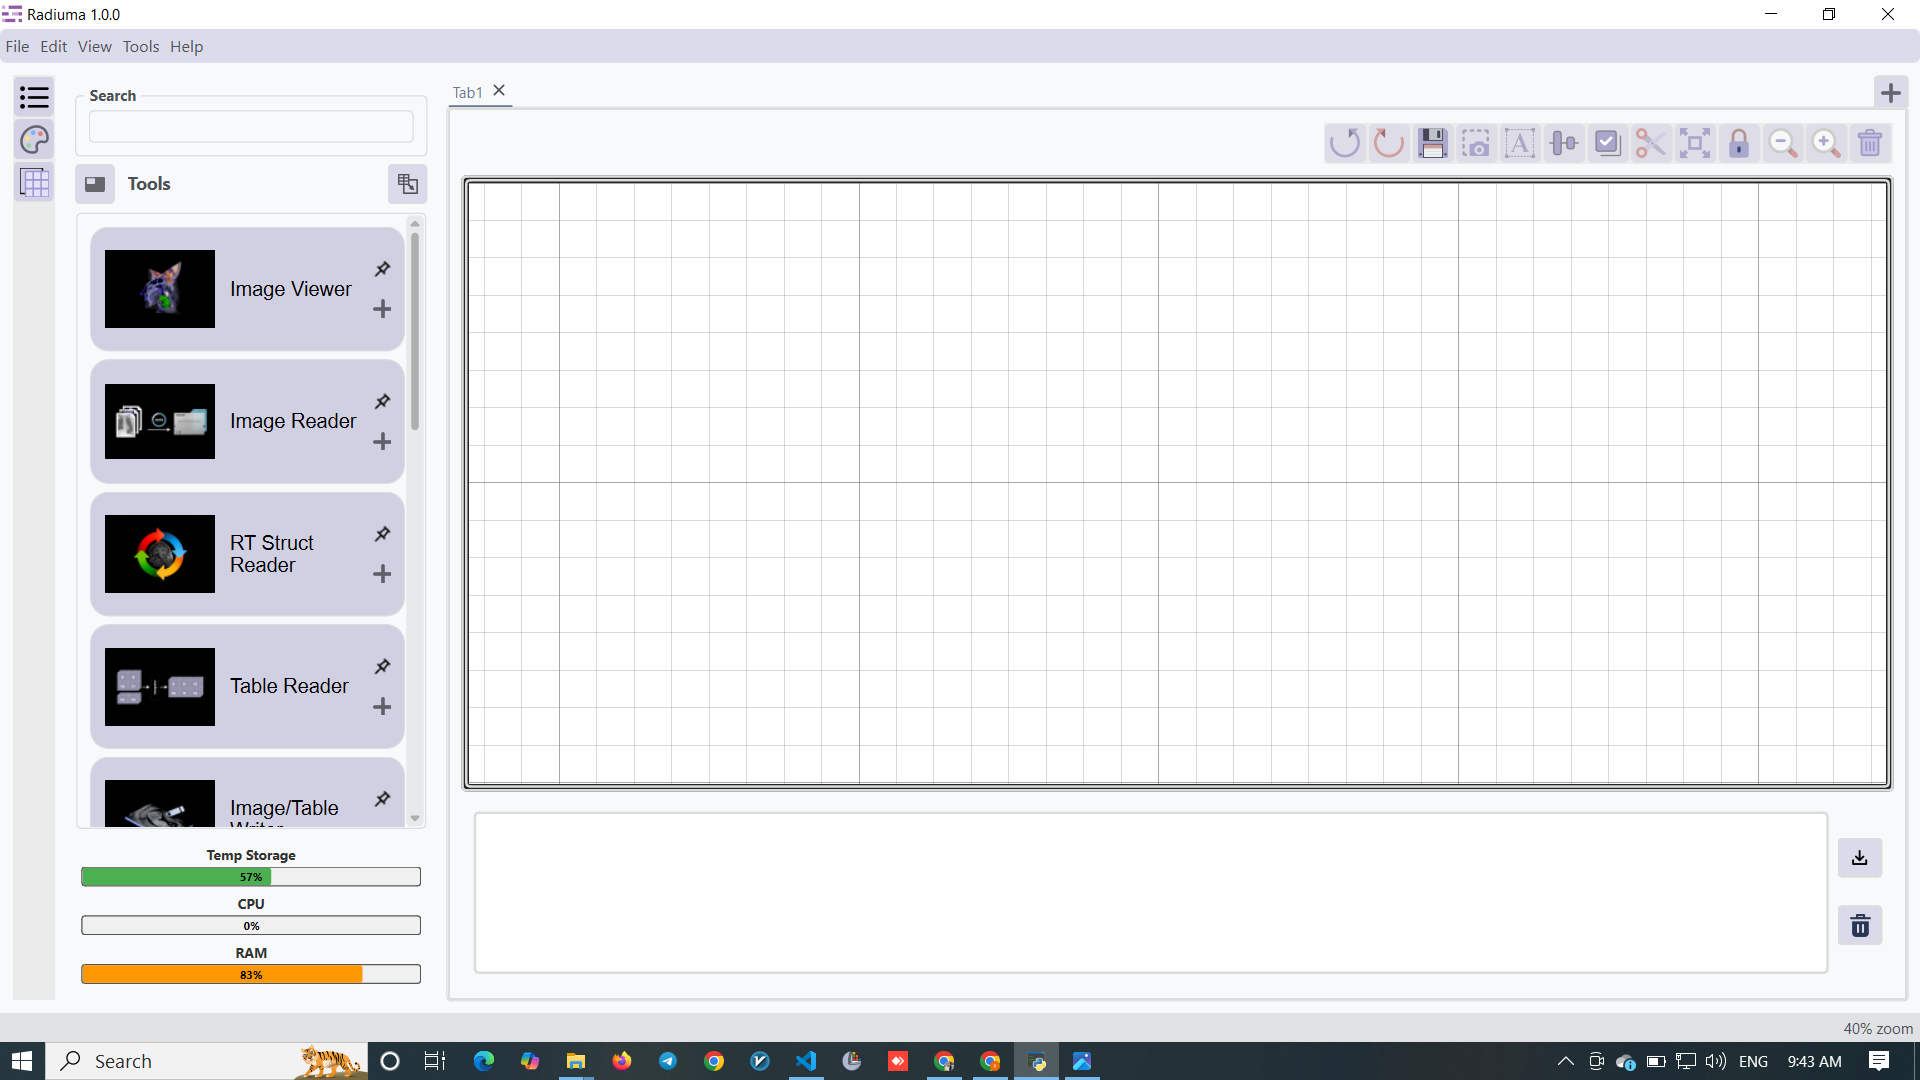 Radiuma 1.0.0
File Edit View Tools Help
Search
Tab1
Tools
Image Viewer
Image Reader
RT Struct
Reader
Table Reader
Image/Table
Temp Storage
57%
CPU
0%
RAM
83%
40% zoom
Search
ENG
9:43 AM